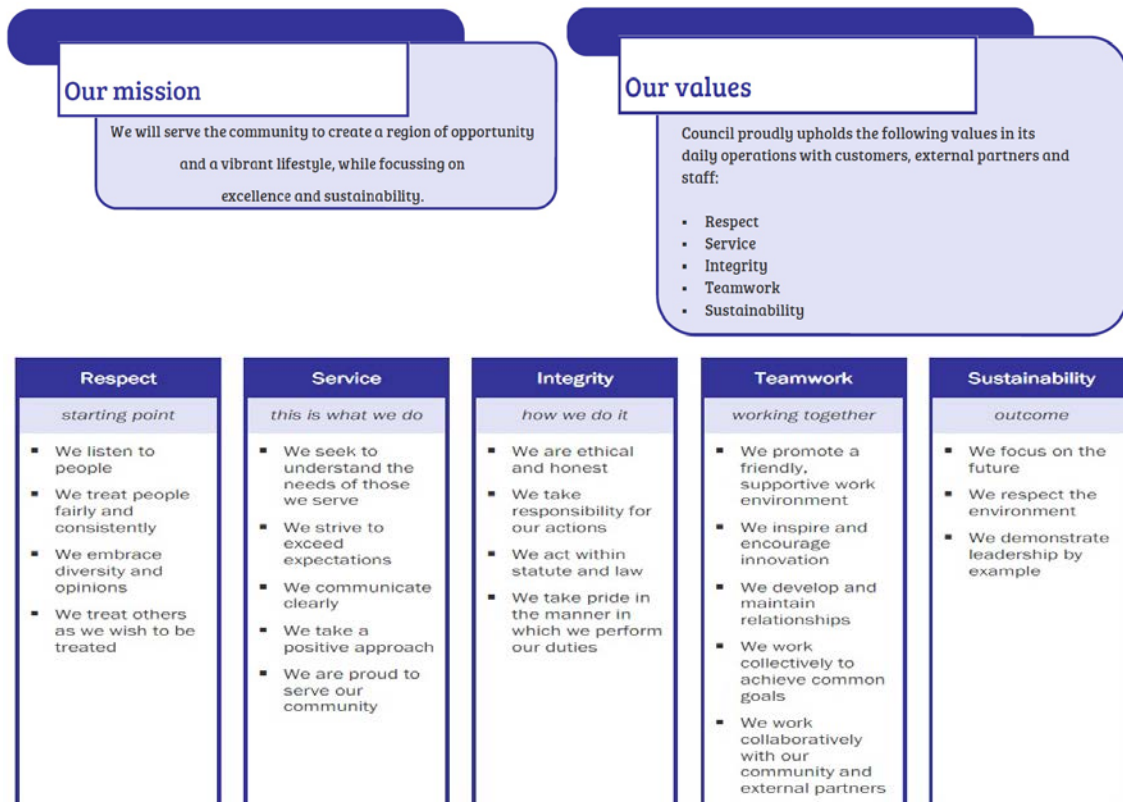 Our mission
We will serve the community to create a region of opportunity
and a vibrant lifestyle, while focussing on
excellence and sustainability.
Our values
Council proudly upholds the following values in its
daily operations with customers, external partners and
staff:
▪ Respect
▪ Service
▪ Integrity
▪ Teamwork
▪ Sustainability
Respect
starting point
▪ We listen to
people
▪ We treat people
fairly and
consistently
▪ We embrace
diversity and
opinions
▪ We treat others
as we wish to be
treated
Service
this is what we do
▪ We seek to
understand the
needs of those
we serve
▪ We strive to
exceed
expectations
▪ We communicate
clearly
▪ We take a
positive approach
▪ We are proud to
serve our
community
Integrity
how we do it
▪ We are ethical
and honest
▪ We take
responsibility for
our actions
▪ We act within
statute and law
▪ We take pride in
the manner in
which we perform
our duties
Teamwork
working together
▪ We promote a
friendly,
supportive work
environment
▪ We inspire and
encourage
innovation
▪ We develop and
maintain
relationships
▪ We work
collectively to
achieve common
goals
▪ We work
collaboratively
with our
community and
external partners
Sustainability
outcome
▪ We focus on the
future
▪ We respect the
environment
▪ We demonstrate
leadership by
example